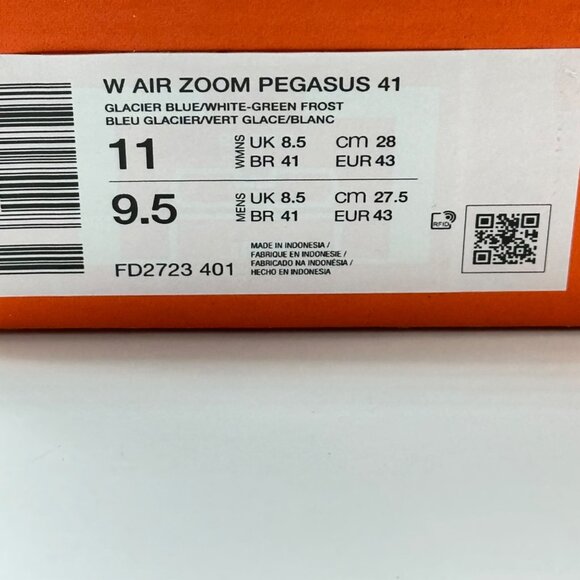 W AIR ZOOM PEGASUS 41
GLACIER BLUE/WHITE-GREEN FROST
BLEU GLACIER/VERT GLACE/BLANC
11 WMNS UK 8.5 cm 28
BR 41 EUR 43
9.5 MENS UK 8.5 cm 27.5
BR 41 EUR 43
RFID
FD2723 401
MADE IN INDONESIA /
FABRIQUE EN INDONESIE /
FABRICADO NA INDONÉSIA /
HECHO EN INDONESIA